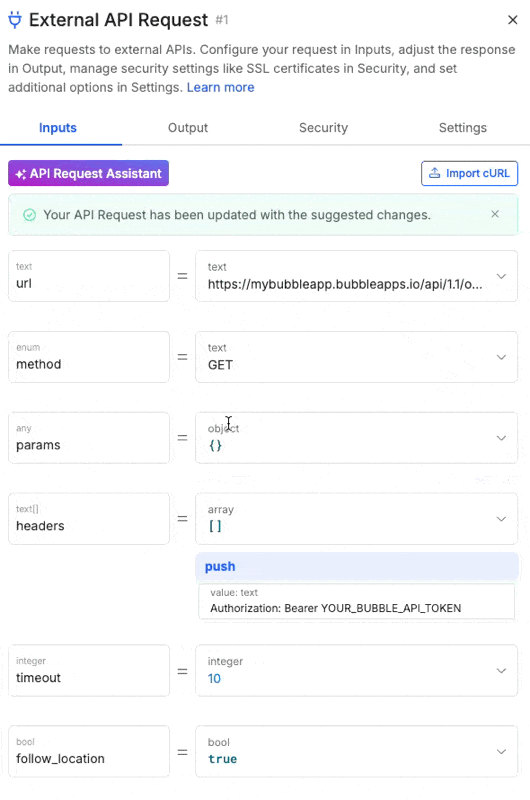 External API Request #1
Make requests to external APIs. Configure your request in Inputs, adjust the response
in Output, manage security settings like SSL certificates in Security, and set
additional options in Settings. Learn more
Inputs Output Security Settings
API Request Assistant Import cURL
Your API Request has been updated with the suggested changes.
text
url
=
text
https://mybubbleapp.bubbleapps.io/api/1.1/o...
enum
method
=
text
GET
any
params
=
object
{}
text[]
headers
=
array
[]
push
value: text
Authorization: Bearer YOUR_BUBBLE_API_TOKEN
integer
timeout
=
integer
10
bool
follow_location
=
bool
true